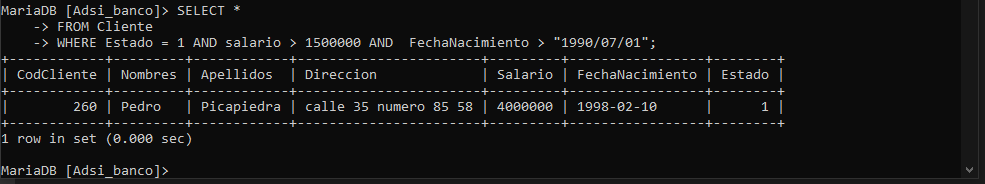 MariaDB [Adsi_banco]> SELECT *
    -> FROM Cliente
    -> WHERE Estado = 1 AND salario > 1500000 AND  FechaNacimiento > "1990/07/01";
+------------+---------+------------+-----------------------+---------+-----------------+--------+
| CodCliente | Nombres | Apellidos  | Direccion             | Salario | FechaNacimiento | Estado |
+------------+---------+------------+-----------------------+---------+-----------------+--------+
|        260 | Pedro   | Picapiedra | calle 35 numero 85 58 | 4000000 | 1998-02-10      |      1 |
+------------+---------+------------+-----------------------+---------+-----------------+--------+
1 row in set (0.000 sec)
MariaDB [Adsi_banco]>